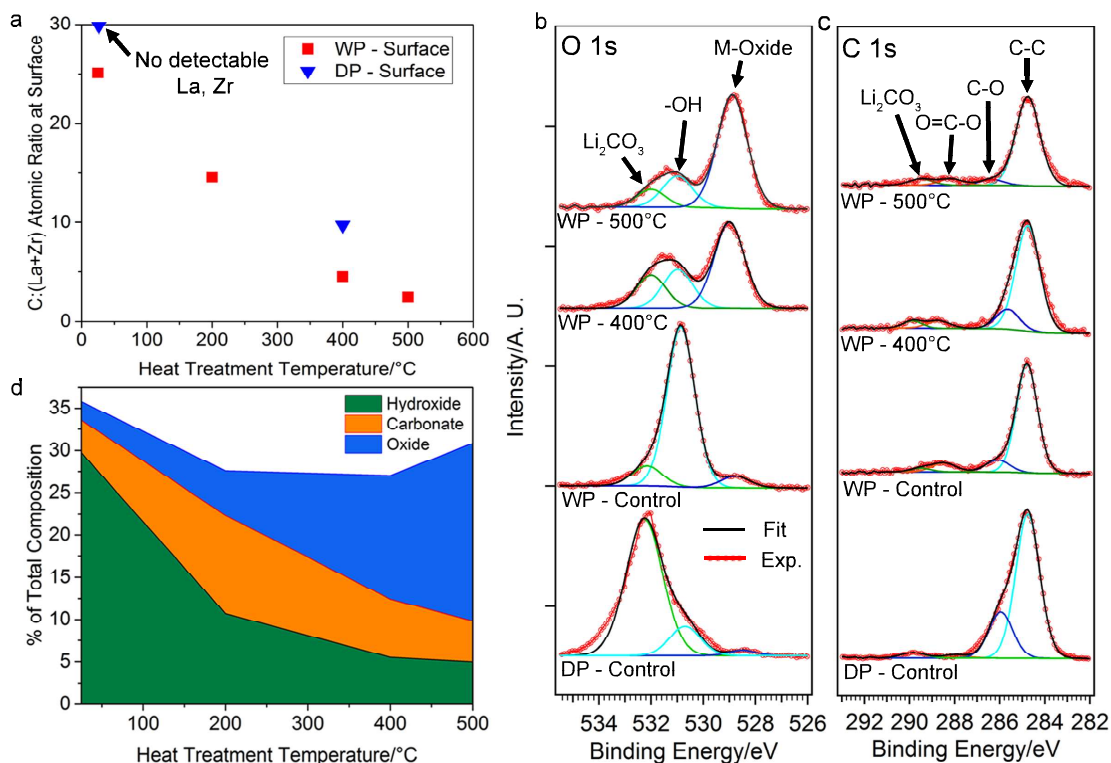 a
30
20
10
0
WP - Surface
DP - Surface
No detectable
La, Zr
C:(La+Zr) Atomic Ratio at Surface
0 100 200 300 400 500 600
Heat Treatment Temperature/°C
b
O 1s
M-Oxide
-OH
Li₂CO₃
WP - 500°C
WP - 400°C
WP - Control
Fit
Exp.
DP - Control
Intensity/A. U.
534 532 530 528 526
Binding Energy/eV
c
C 1s
C-C
C-O
Li₂CO₃
O=C-O
WP - 500°C
WP - 400°C
WP - Control
DP - Control
292 290 288 286 284 282
Binding Energy/eV
d
35
30
25
20
15
10
5
0
Hydroxide
Carbonate
Oxide
% of Total Composition
100 200 300 400 500
Heat Treatment Temperature/°C